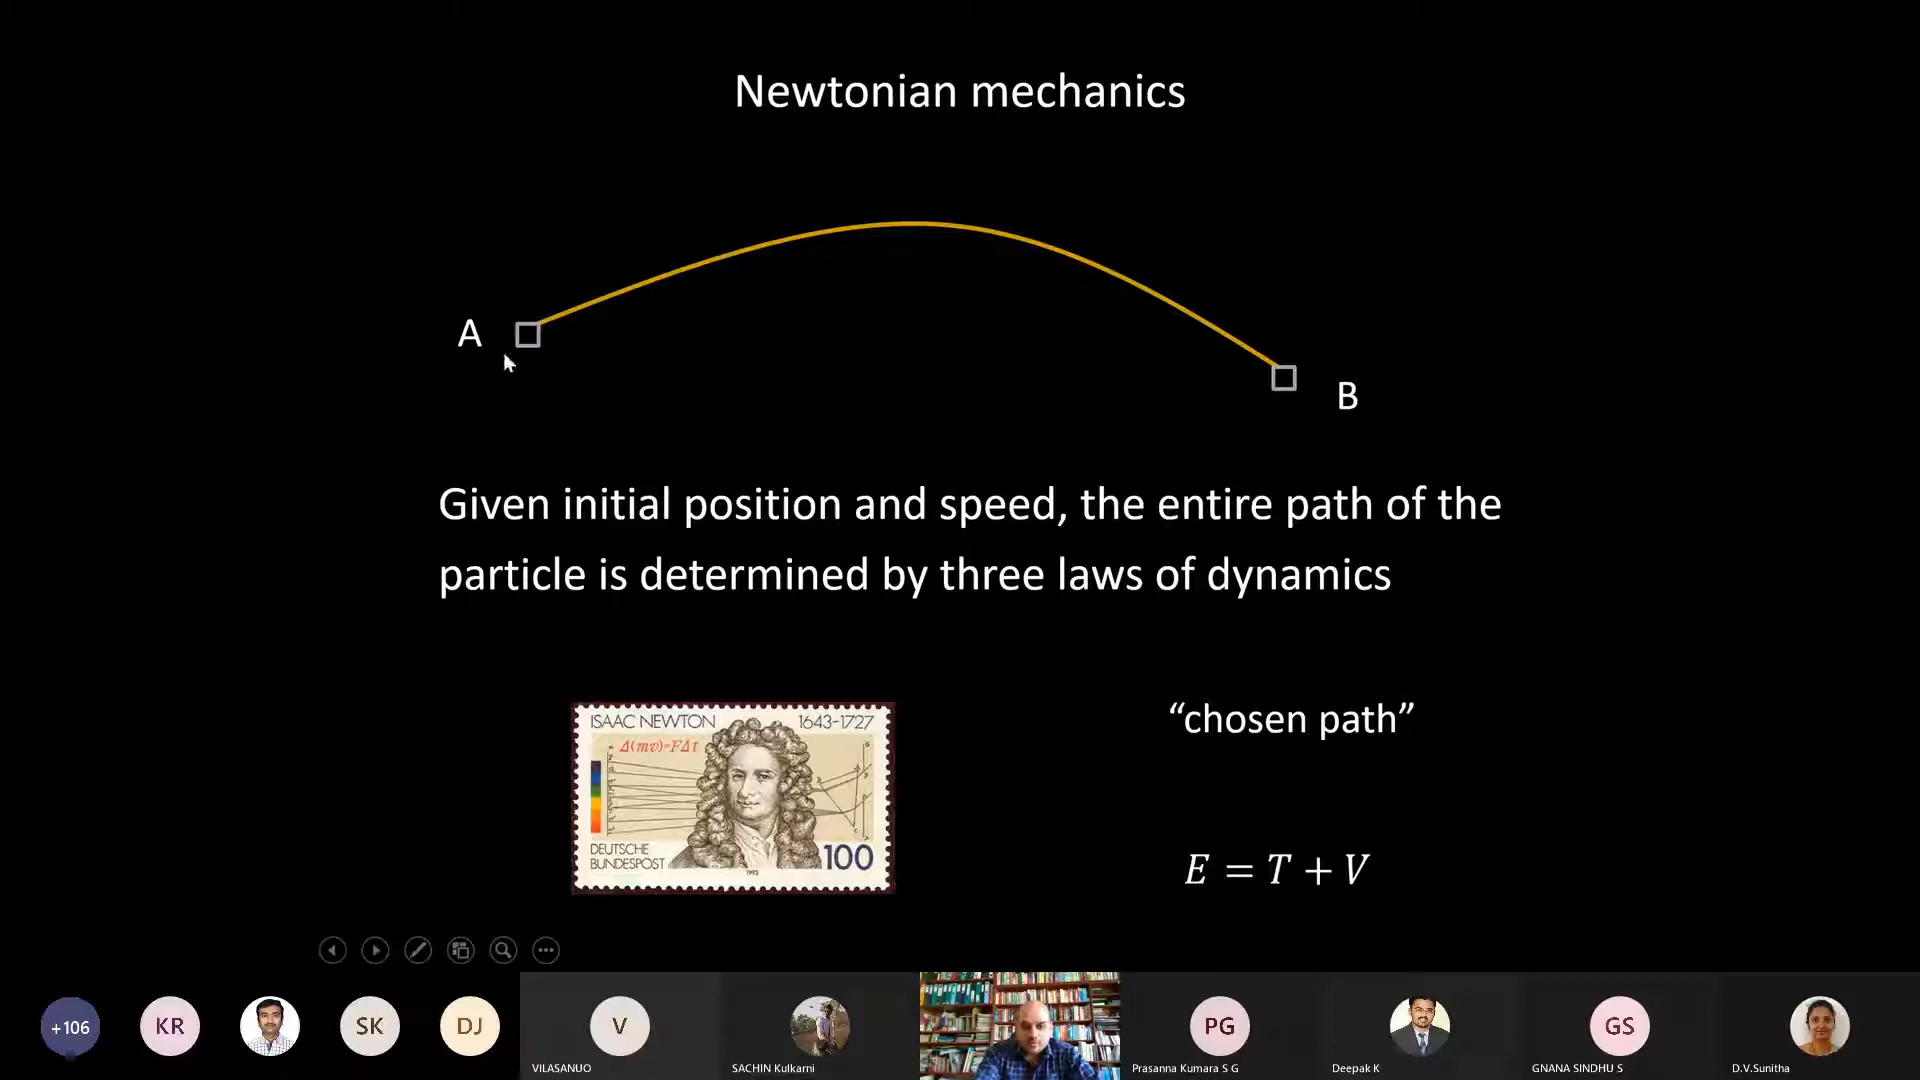 Newtonian mechanics
A
B
Given initial position and speed, the entire path of the
particle is determined by three laws of dynamics
ISAAC NEWTON 1643-1727
Δ(mv)=FΔt
DEUTSCHE
BUNDESPOST
100
1993
“chosen path”
E = T + V
+106
KR
SK
DJ
V
PG
GS
VILASANUO
SACHIN Kulkarni
Prasanna Kumara S G
Deepak K
GNANA SINDHU S
D.V.Sunitha